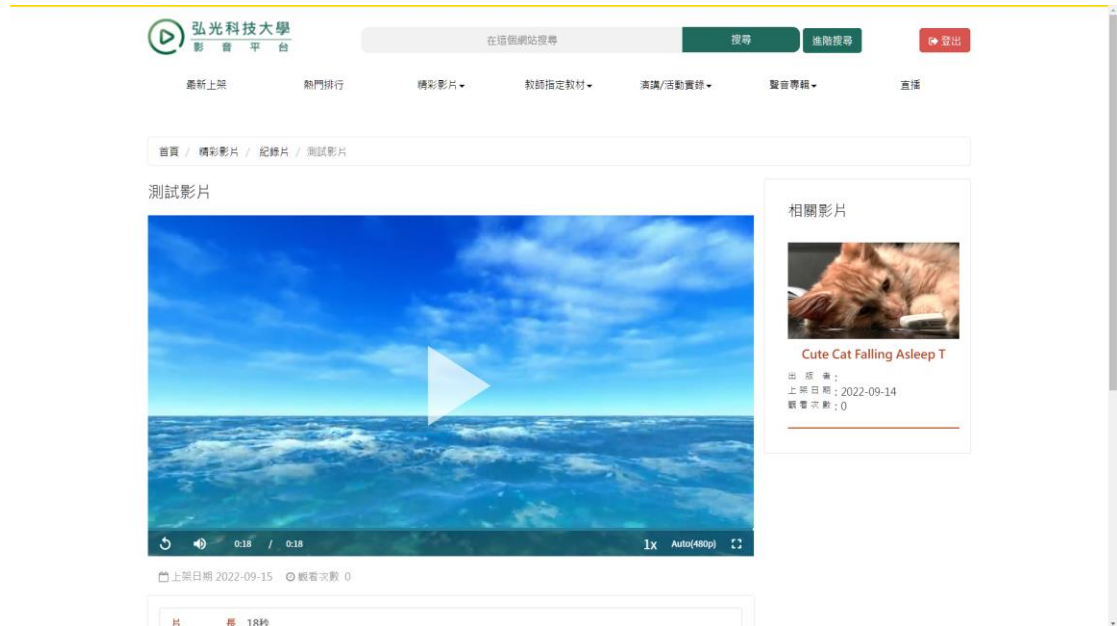 弘光科技大學
影音平台
在這個網站搜尋 搜尋 進階搜尋 登出
最新上架 熱門排行 精彩影片 教師指定教材 演講/活動實錄 聲音專輯 直播
首頁 / 精彩影片 / 紀錄片 / 測試影片
測試影片
0:18 / 0:18 1x Auto(480p)
上架日期 2022-09-15 觀看次數 0
片長 18秒
相關影片
Cute Cat Falling Asleep T
出版者:
上架日期: 2022-09-14
觀看次數: 0